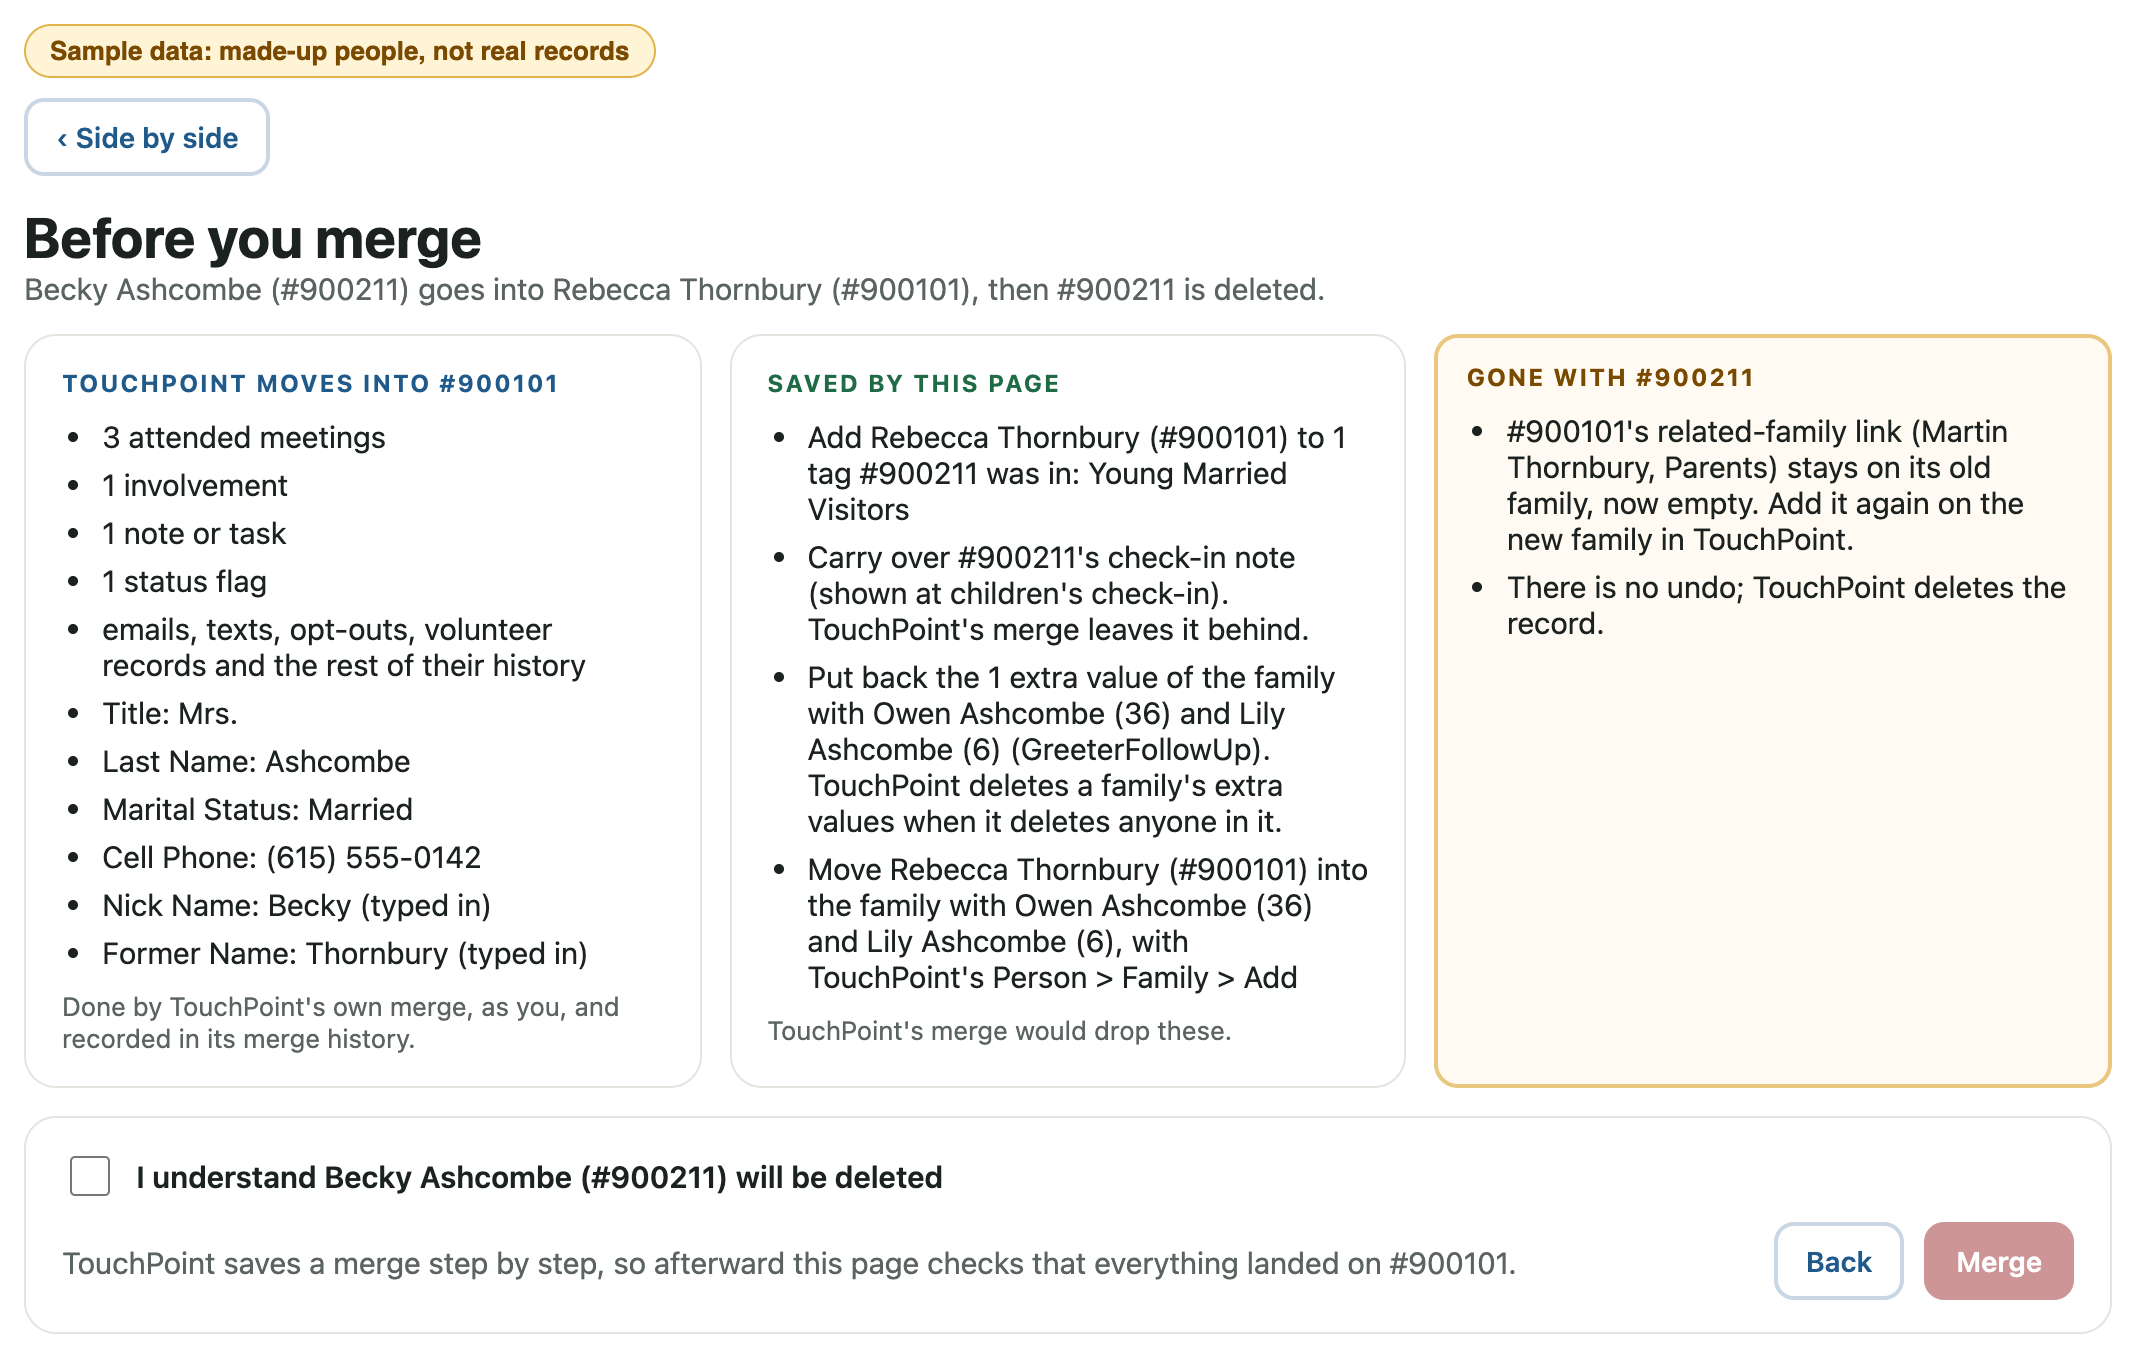 Sample data: made-up people, not real records
‹ Side by side
Before you merge
Becky Ashcombe (#900211) goes into Rebecca Thornbury (#900101), then #900211 is deleted.
TOUCHPOINT MOVES INTO #900101
• 3 attended meetings
• 1 involvement
• 1 note or task
• 1 status flag
• emails, texts, opt-outs, volunteer
records and the rest of their history
• Title: Mrs.
• Last Name: Ashcombe
• Marital Status: Married
• Cell Phone: (615) 555-0142
• Nick Name: Becky (typed in)
• Former Name: Thornbury (typed in)
Done by TouchPoint's own merge, as you, and
recorded in its merge history.
SAVED BY THIS PAGE
• Add Rebecca Thornbury (#900101) to 1
tag #900211 was in: Young Married
Visitors
• Carry over #900211's check-in note
(shown at children's check-in).
TouchPoint's merge leaves it behind.
• Put back the 1 extra value of the family
with Owen Ashcombe (36) and Lily
Ashcombe (6) (GreeterFollowUp).
TouchPoint deletes a family's extra
values when it deletes anyone in it.
• Move Rebecca Thornbury (#900101) into
the family with Owen Ashcombe (36)
and Lily Ashcombe (6), with
TouchPoint's Person > Family > Add
TouchPoint's merge would drop these.
GONE WITH #900211
• #900101's related-family link (Martin
Thornbury, Parents) stays on its old
family, now empty. Add it again on the
new family in TouchPoint.
• There is no undo; TouchPoint deletes the
record.
I understand Becky Ashcombe (#900211) will be deleted
TouchPoint saves a merge step by step, so afterward this page checks that everything landed on #900101.
Back
Merge